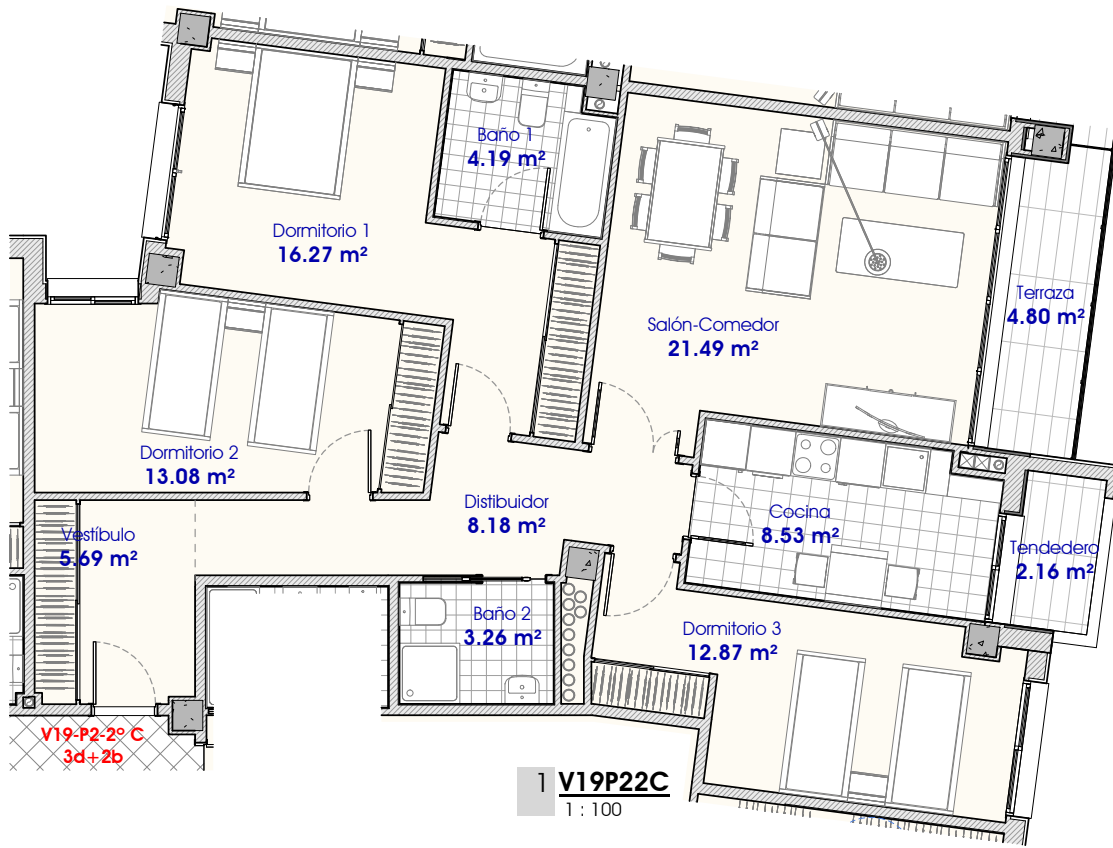 Baño 1
4.19 m²
Dormitorio 1
16.27 m²
Terraza
4.80 m²
Salón-Comedor
21.49 m²
Dormitorio 2
13.08 m²
Distibuidor
8.18 m²
Cocina
8.53 m²
Vestíbulo
5.69 m²
Tendedero
2.16 m²
Baño 2
3.26 m²
Dormitorio 3
12.87 m²
V19-P2-2º C
3d+2b
1 V19P22C
1 : 100